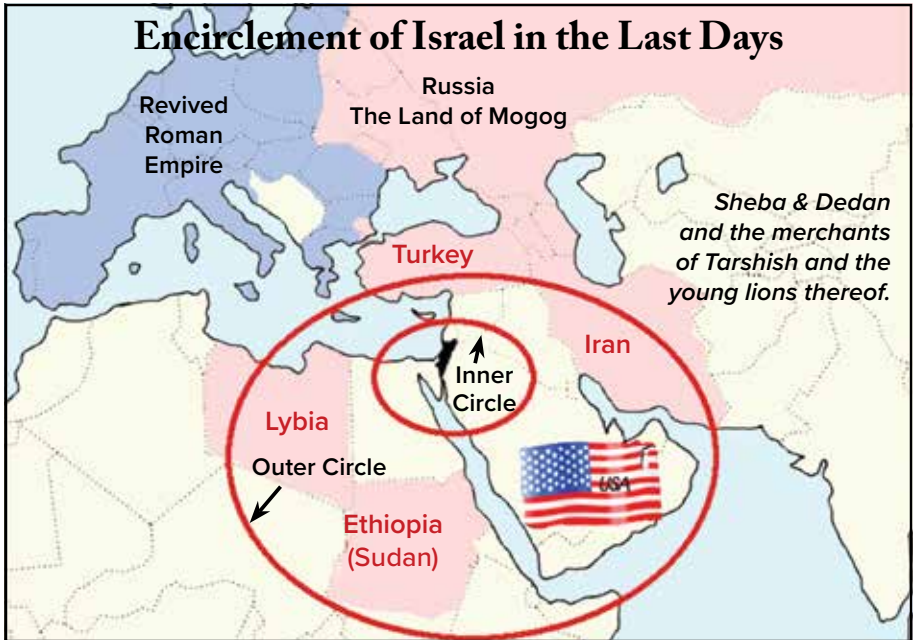 Encirclement of Israel in the Last Days
Revived
Roman
Empire
Russia
The Land of Mogog
Sheba & Dedan
and the merchants
of Tarshish and the
young lions thereof.
Turkey
Iran
Inner
Circle
Lybia
Outer Circle
USA
Ethiopia
(Sudan)